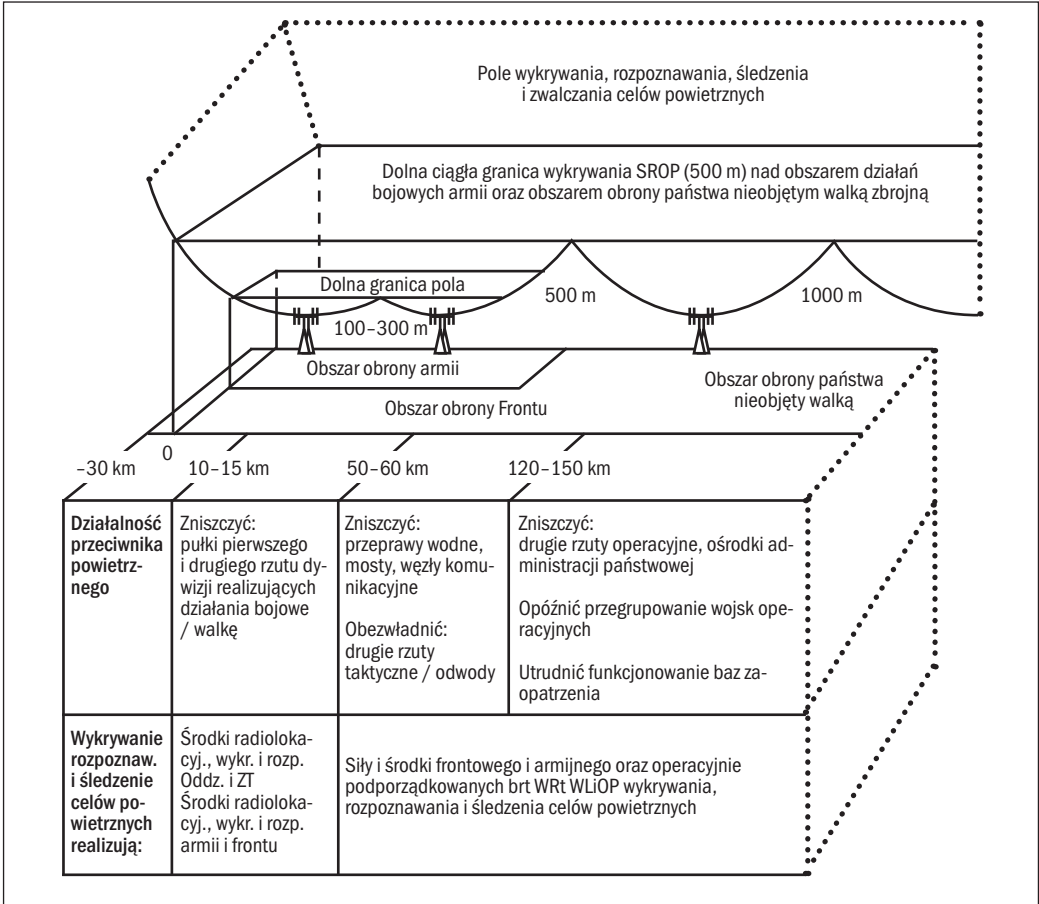 Pole wykrywania, rozpoznawania, śledzenia
i zwalczania celów powietrznych
Dolna ciągła granica wykrywania SROP (500 m) nad obszarem działań
bojowych armii oraz obszarem obrony państwa nieobjętym walką zbrojną
Dolna granica pola
500 m
1000 m
100–300 m
Obszar obrony armii
Obszar obrony państwa
nieobjęty walką
Obszar obrony Frontu
–30 km
0
10–15 km
50–60 km
120–150 km
Działalność
przeciwnika
powietrz-
nego
Zniszczyć:
pułki pierwszego
i drugiego rzutu dy-
wizji realizujących
działania bojowe
/ walkę
Zniszczyć:
przeprawy wodne,
mosty, węzły komu-
nikacyjne
Obezwładnić:
drugie rzuty
taktyczne / odwody
Zniszczyć:
drugie rzuty operacyjne, ośrodki ad-
ministracji państwowej
Opóźnić przegrupowanie wojsk ope-
racyjnych
Utrudnić funkcjonowanie baz za-
opatrzenia
Wykrywanie
rozpoznaw.
i śledzenie
celów po-
wietrznych
realizują:
Środki radioloka-
cyj., wykr. i rozp.
Oddz. i ZT
Środki radioloka-
cyj., wykr. i rozp.
armii i frontu
Siły i środki frontowego i armijnego oraz operacyjnie
podporządkowanych brt WRt WLiOP wykrywania,
rozpoznawania i śledzenia celów powietrznych